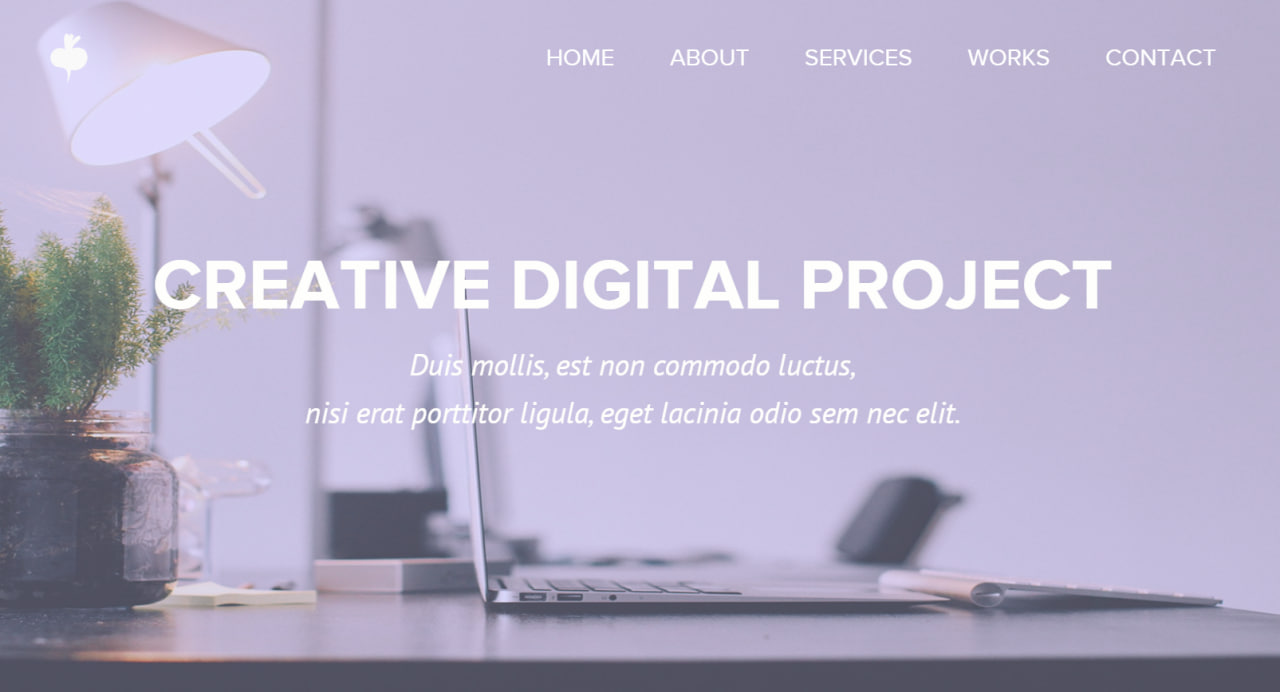 HOME ABOUT SERVICES WORKS CONTACT
CREATIVE DIGITAL PROJECT
Duis mollis, est non commodo luctus,
nisi erat porttitor ligula, eget lacinia odio sem nec elit.